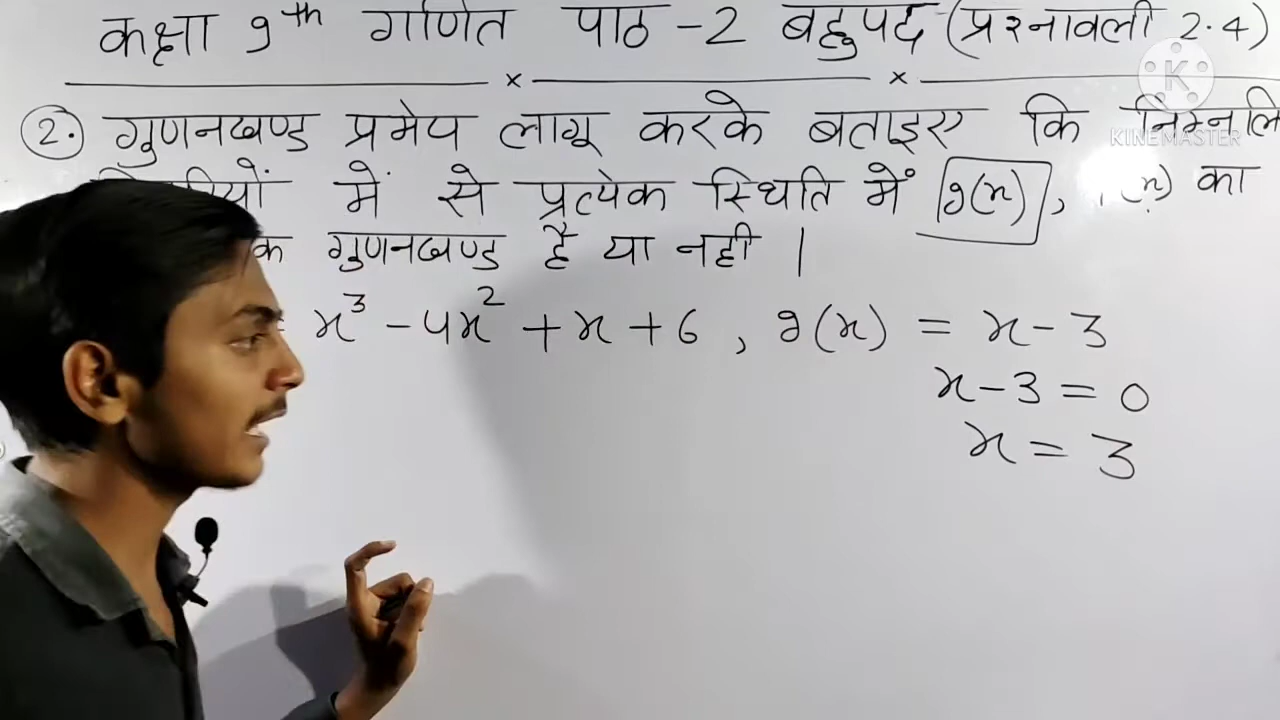 कक्षा 9th गणित पाठ -2 बहुपद (प्रश्नावली 2.4)
2. गुणनखण्ड प्रमेय लागू करके बताइए कि
में से प्रत्येक स्थिति में g(x), का
गुणनखण्ड है या नही |
x³ - 4x² + x + 6 , g(x) = x - 3
x - 3 = 0
x = 3
K
KINEMASTER